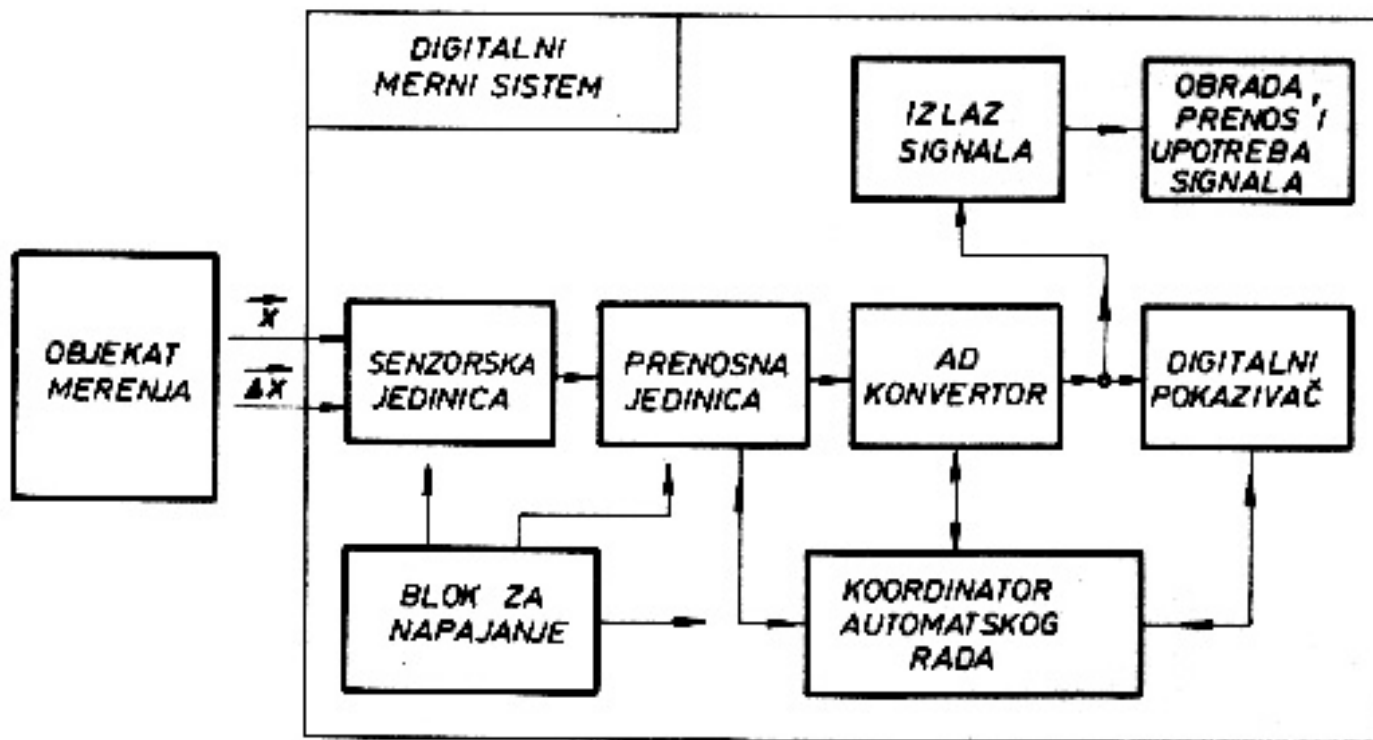 DIGITALNI
MERNI SISTEM
IZLAZ
SIGNALA
OBRADA,
PRENOS I
UPOTREBA
SIGNALA
OBJEKAT
MERENJA
X
ΔX
SENZORSKA
JEDINICA
PRENOSNA
JEDINICA
AD
KONVERTOR
DIGITALNI
POKAZIVAČ
BLOK ZA
NAPAJANJE
KOORDINATOR
AUTOMATSKOG
RADA